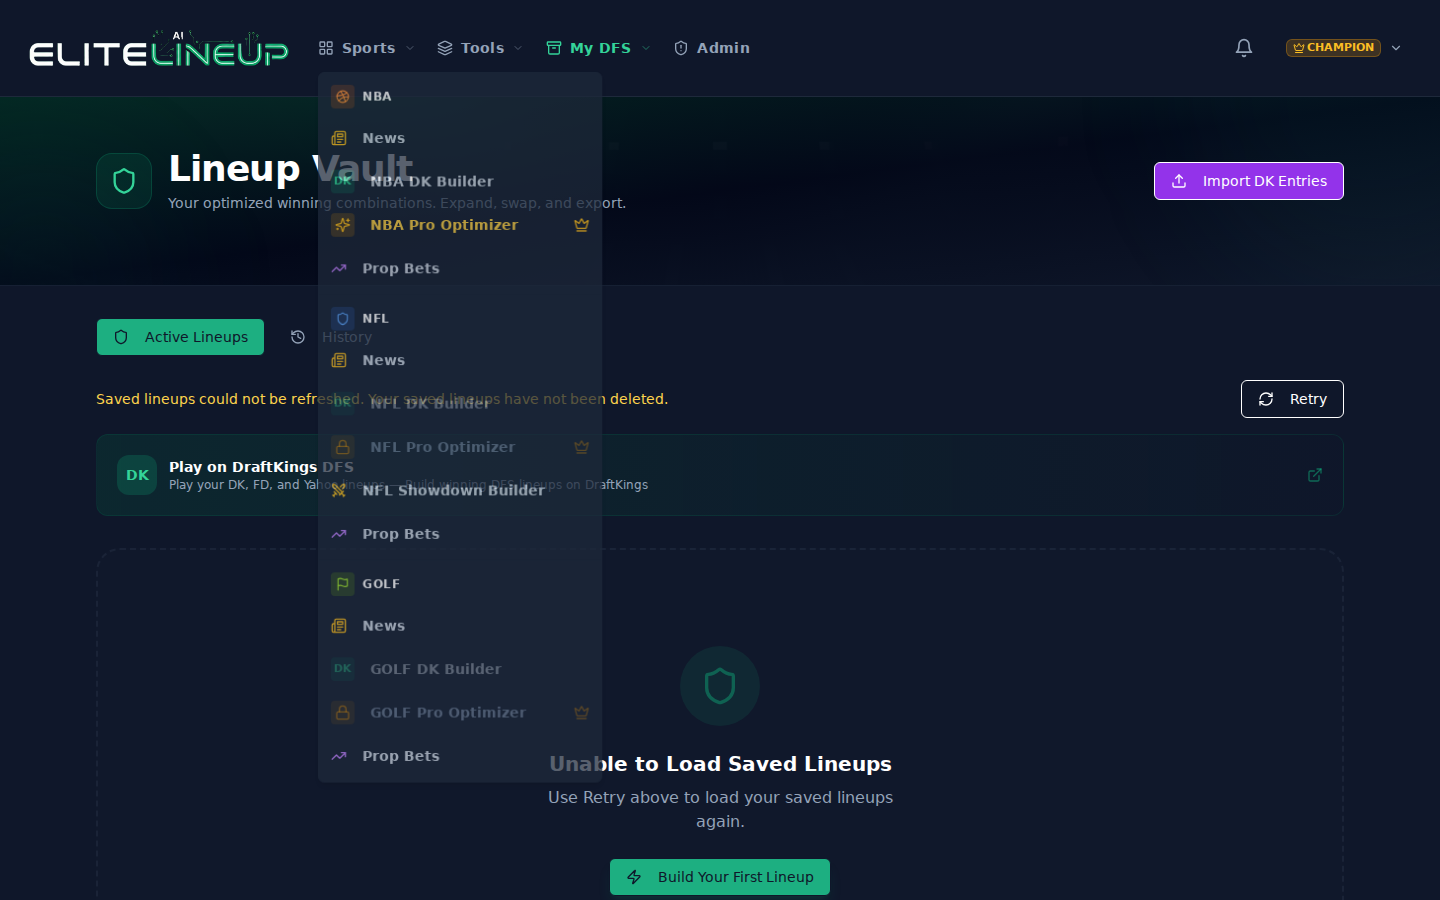 ELITELINEUP
AI
Sports
Tools
My DFS
Admin
CHAMPION
NBA
News
DK NBA DK Builder
NBA Pro Optimizer
Prop Bets
NFL
News
DK NFL DK Builder
NFL Pro Optimizer
NFL Showdown Builder
Prop Bets
GOLF
News
DK GOLF DK Builder
GOLF Pro Optimizer
Prop Bets
Lineup Vault
Your optimized winning combinations. Expand, swap, and export.
Import DK Entries
Active Lineups
History
Saved lineups could not be refreshed. Your saved lineups have not been deleted.
Retry
DK
Play on DraftKings DFS
Play your DK, FD, and Yahoo lineups — Build winning DFS lineups on DraftKings
Unable to Load Saved Lineups
Use Retry above to load your saved lineups
again.
Build Your First Lineup